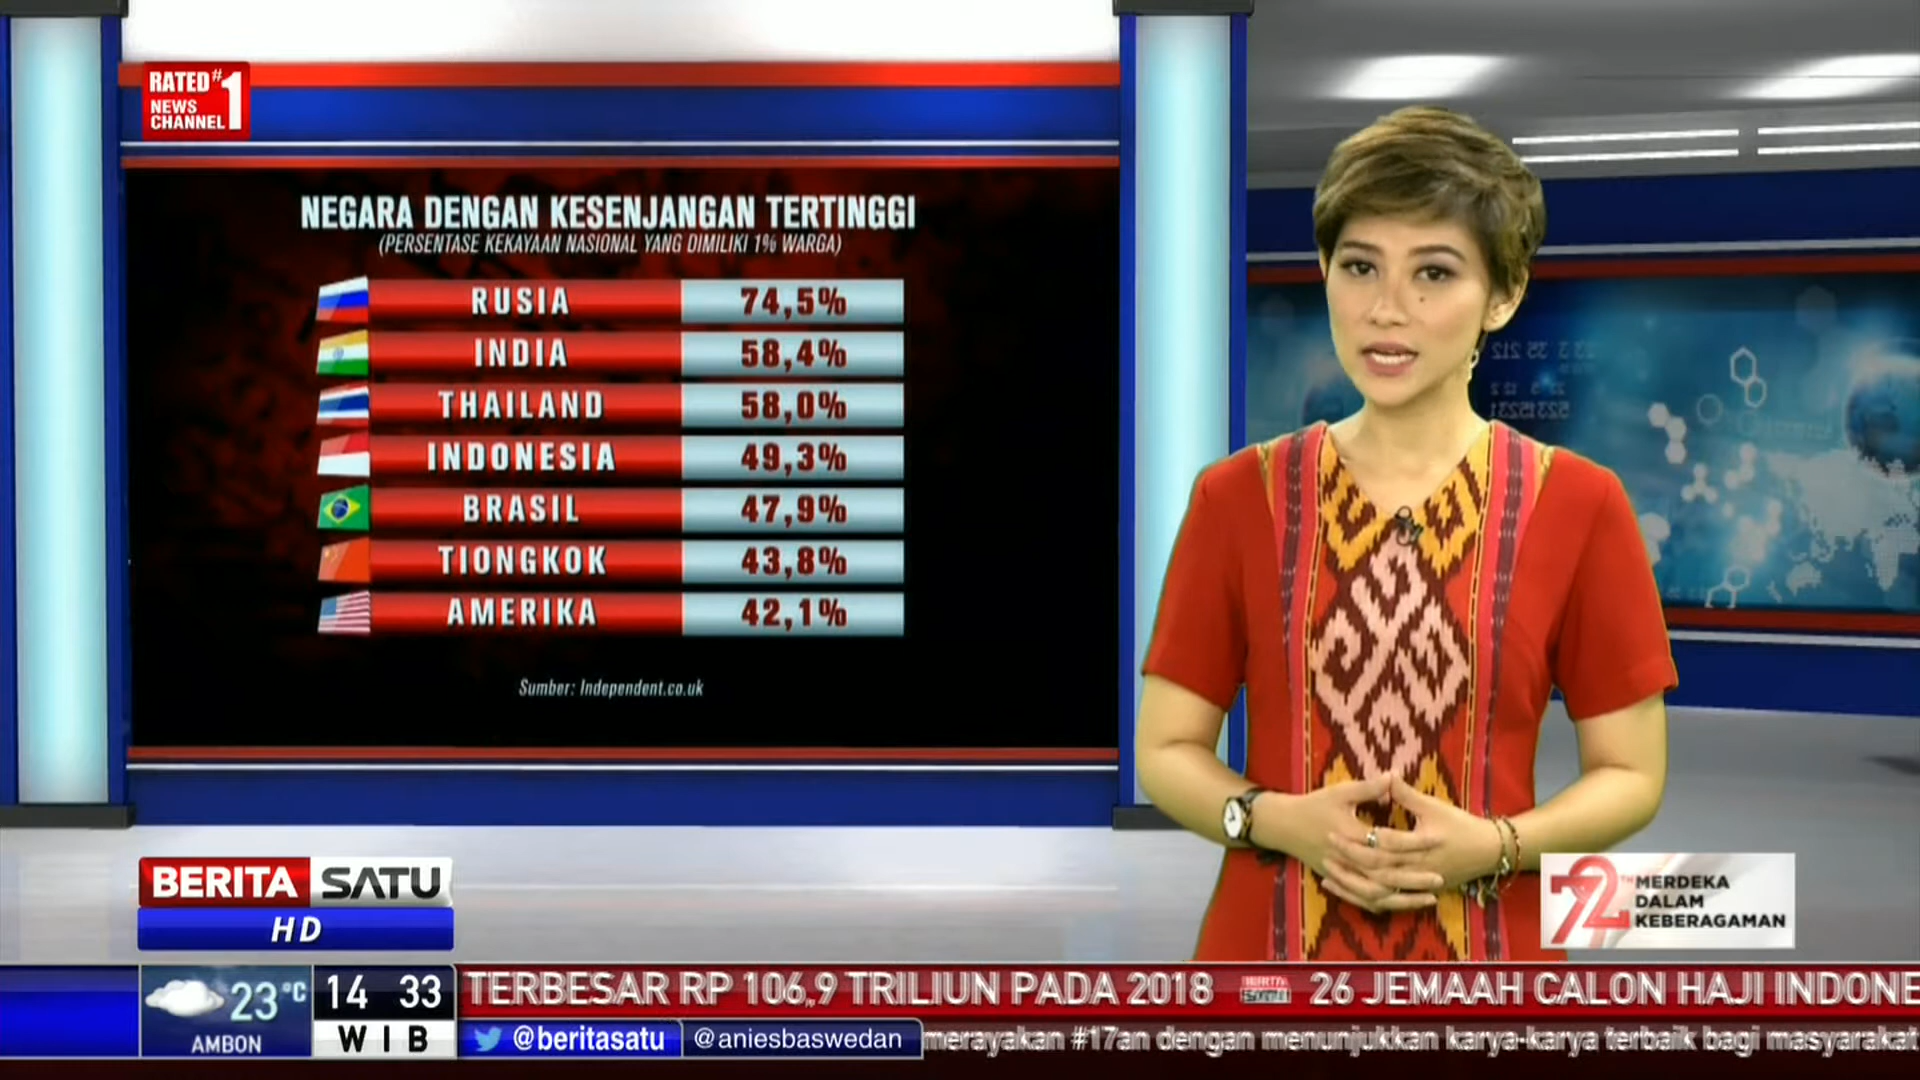 RATED #1
NEWS
CHANNEL
NEGARA DENGAN KESENJANGAN TERTINGGI
(PERSENTASE KEKAYAAN NASIONAL YANG DIMILIKI 1% WARGA)
RUSIA 74,5%
INDIA 58,4%
THAILAND 58,0%
INDONESIA 49,3%
BRASIL 47,9%
TIONGKOK 43,8%
AMERIKA 42,1%
Sumber: Independent.co.uk
BERITA SATU
HD
72TH MERDEKA
DALAM
KEBERAGAMAN
23°C
AMBON
14 33
WIB
TERBESAR RP 106,9 TRILIUN PADA 2018 26 JEMAAH CALON HAJI INDONE
@beritasatu @aniesbaswedan merayakan #17an dengan menunjukkan karya-karya terbaik bagi masyarakat